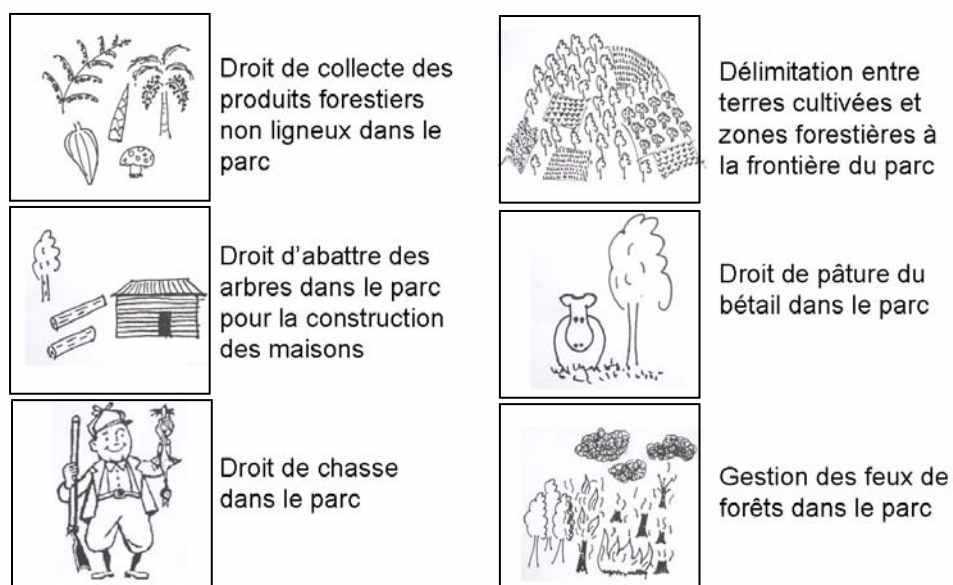 Droit de collecte des
produits forestiers
non ligneux dans le
parc
Délimitation entre
terres cultivées et
zones forestières à
la frontière du parc
Droit d'abattre des
arbres dans le parc
pour la construction
des maisons
Droit de pâture du
bétail dans le parc
Droit de chasse
dans le parc
Gestion des feux de
forêts dans le parc